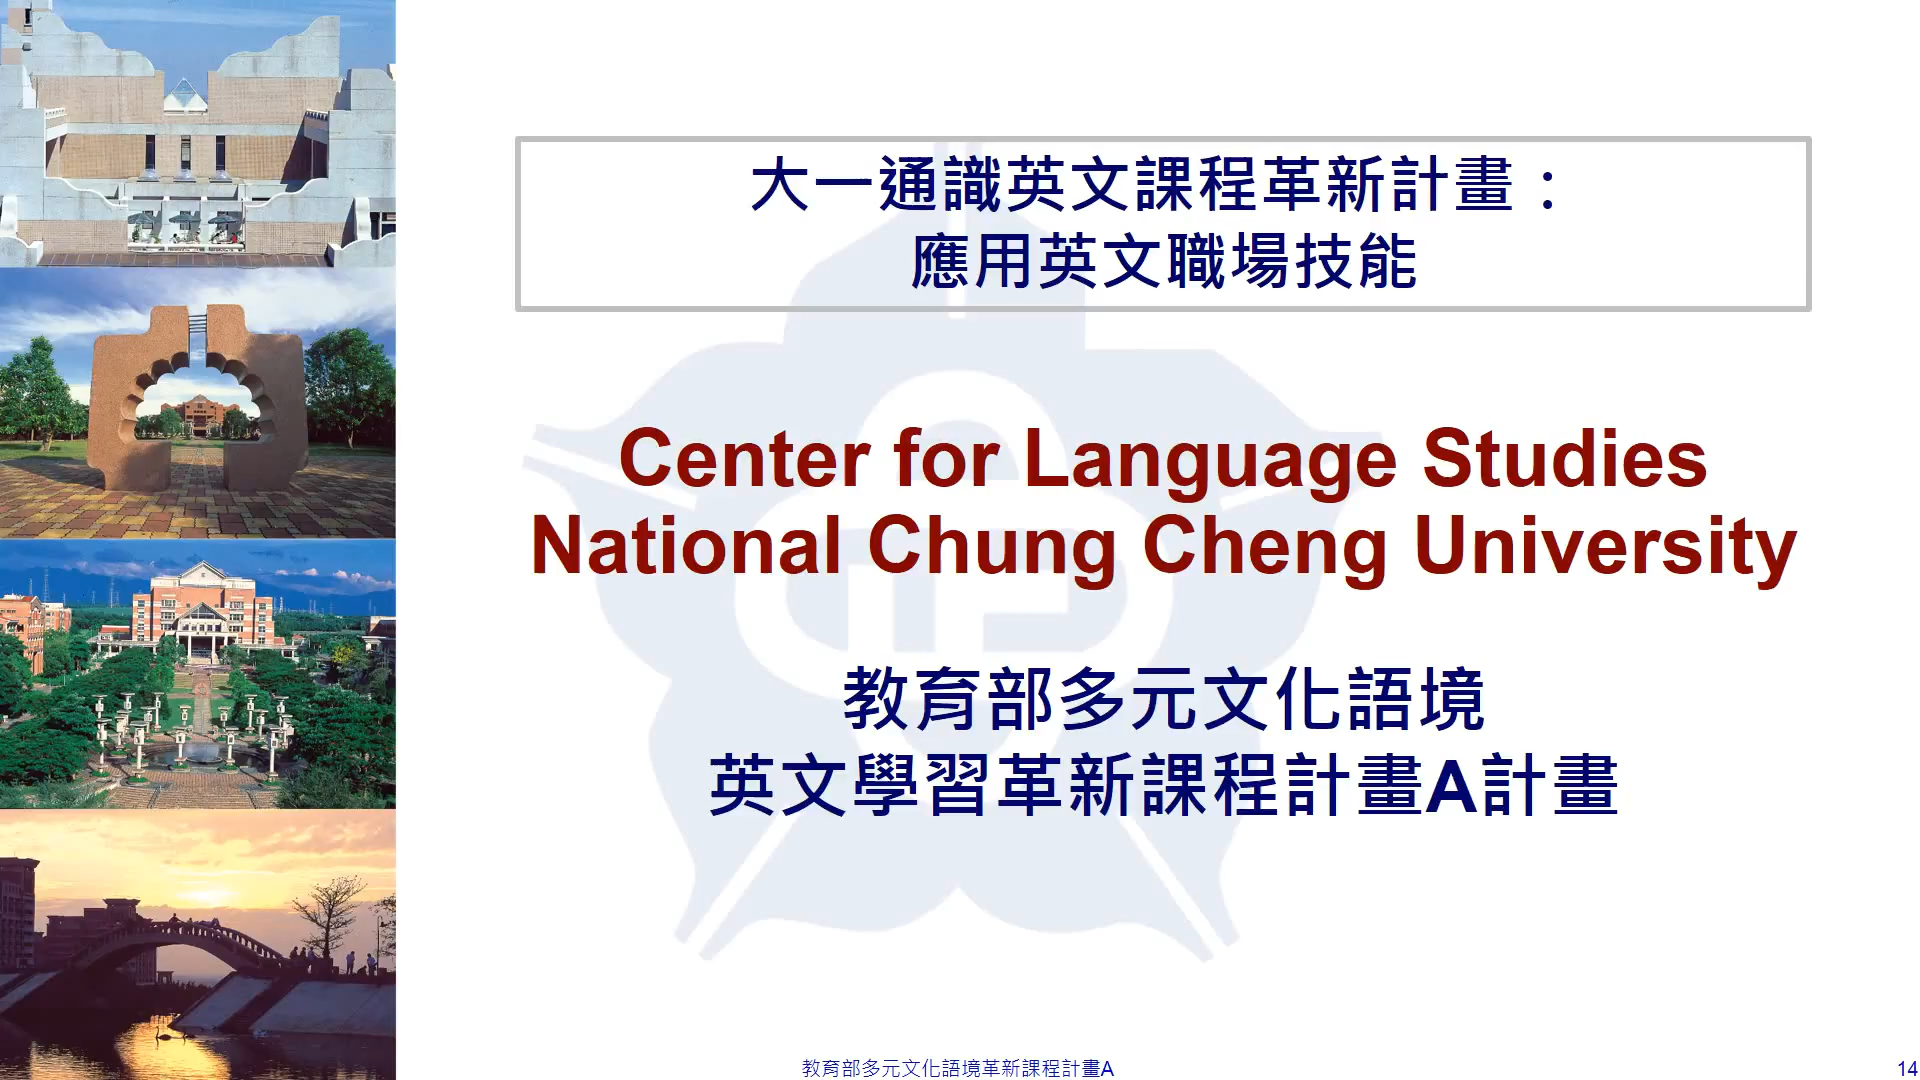 大一通識英文課程革新計畫：
應用英文職場技能
Center for Language Studies
National Chung Cheng University
教育部多元文化語境
英文學習革新課程計畫A計畫
教育部多元文化語境革新課程計畫A
14